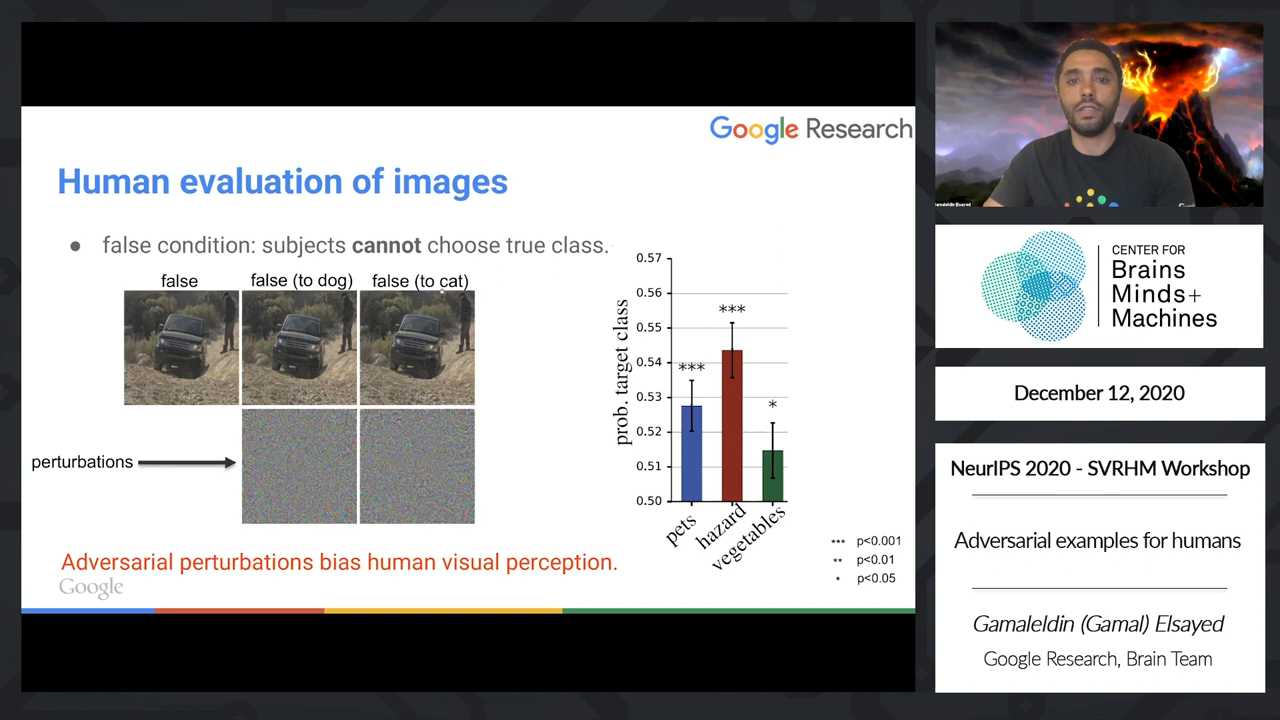 Google Research
Human evaluation of images
● false condition: subjects cannot choose true class.
false
false (to dog)
false (to cat)
perturbations
Adversarial perturbations bias human visual perception.
Google
prob. target class
0.57
0.56
0.55
0.54
0.53
0.52
0.51
0.50
***
***
*
pets
hazard
vegetables
*** p<0.001
** p<0.01
* p<0.05
Gamaleldin Elsayed
CENTER FOR
Brains
Minds+
Machines
December 12, 2020
NeurIPS 2020 - SVRHM Workshop
Adversarial examples for humans
Gamaleldin (Gamal) Elsayed
Google Research, Brain Team